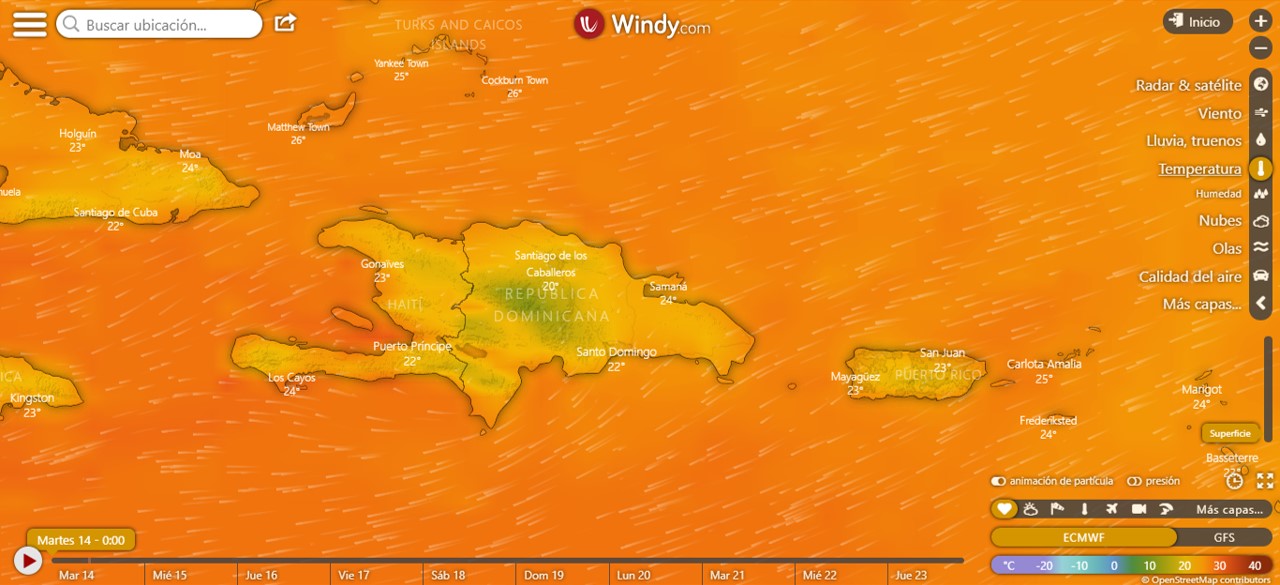 Buscar ubicación...
Windy.com
Inicio
TURKS AND CAICOS
ISLANDS
Yankee Town
25°
Cockburn Town
26°
Matthew Town
26°
Holguín
23°
Moa
24°
Santiago de Cuba
22°
Radar & satélite
Viento
Lluvia, truenos
Temperatura
Humedad
Nubes
Olas
Calidad del aire
Más capas...
Gonaïves
23°
HAITÍ
Santiago de los
Caballeros
20°
REPÚBLICA
DOMINICANA
Samaná
24°
Puerto Príncipe
22°
Santo Domingo
22°
Los Cayos
24°
Kingston
23°
San Juan
23°
PUERTO RICO
Mayagüez
23°
Carlota Amalia
25°
Frederiksted
24°
Marigot
24°
Superficie
Basseterre
animación de partícula
presión
Más capas...
ECMWF
GFS
°C -20 -10 0 10 20 30 40
© OpenStreetMap contributors
Martes 14 - 0:00
Mar 14
Mié 15
Jue 16
Vie 17
Sáb 18
Dom 19
Lun 20
Mar 21
Mié 22
Jue 23